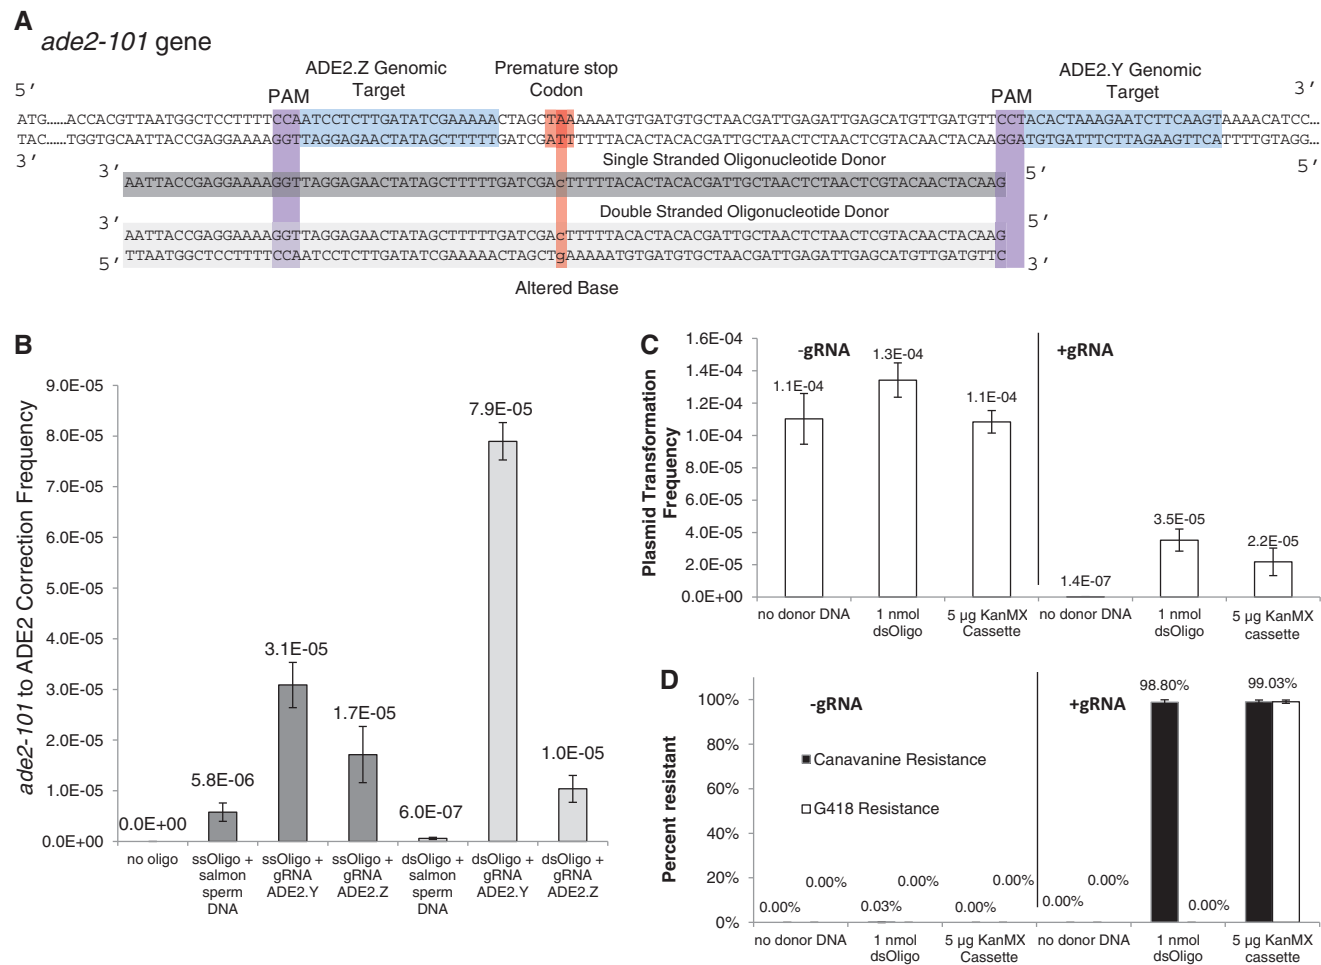 A
ade2-101 gene
ADE2.Z Genomic
Target
Premature stop
Codon
ADE2.Y Genomic
Target
5′
PAM
PAM
3′
ATG......ACCACGTTAATGGCTCCTTTTCCAATCCTCTTGATATCGAAAAACTAGCTAAAAAAATGTGATGTGCTAACGATTGAGATTGAGCATGTTGATGTTCCTACACTAAAGAATCTTCAAGTAAAACATCC...
TAC......TGGTGCAATTACCGAGGAAAAGGTTAGGAGAACTATAGCTTTTTGATCGATTTTTTTACACTACACGATTGCTAACTCTAACTCGTACAACTACAAGGATGTGATTTCTTAGAAGTTCATTTTGTAGG...
3′
5′
Single Stranded Oligonucleotide Donor
3′
5′
AATTACCGAGGAAAAGGTTAGGAGAACTATAGCTTTTTGATCGAcTTTTTACACTACACGATTGCTAACTCTAACTCGTACAACTACAAG
Double Stranded Oligonucleotide Donor
3′
5′
AATTACCGAGGAAAAGGTTAGGAGAACTATAGCTTTTTGATCGAcTTTTTACACTACACGATTGCTAACTCTAACTCGTACAACTACAAG
TTAATGGCTCCTTTTCCAATCCTCTTGATATCGAAAAACTAGCTgAAAAATGTGATGTGCTAACGATTGAGATTGAGCATGTTGATGTTC
5′
3′
Altered Base
B
ade2-101 to ADE2 Correction Frequency
9.0E-05
8.0E-05
7.0E-05
6.0E-05
5.0E-05
4.0E-05
3.0E-05
2.0E-05
1.0E-05
0.0E+00
0.0E+00
5.8E-06
3.1E-05
1.7E-05
6.0E-07
7.9E-05
1.0E-05
no oligo
ssOligo +
salmon
sperm
DNA
ssOligo +
gRNA
ADE2.Y
ssOligo +
gRNA
ADE2.Z
dsOligo +
salmon
sperm
DNA
dsOligo +
gRNA
ADE2.Y
dsOligo +
gRNA
ADE2.Z
C
Plasmid Transformation
Frequency
1.6E-04
1.4E-04
1.2E-04
1.0E-04
8.0E-05
6.0E-05
4.0E-05
2.0E-05
0.0E+00
-gRNA
+gRNA
1.1E-04
1.3E-04
1.1E-04
1.4E-07
3.5E-05
2.2E-05
no donor DNA
1 nmol
dsOligo
5 µg KanMX
Cassette
no donor DNA
1 nmol
dsOligo
5 µg KanMX
cassette
D
Percent resistant
100%
80%
60%
40%
20%
0%
-gRNA
+gRNA
Canavanine Resistance
G418 Resistance
0.00%
0.00%
0.03%
0.00%
0.00%
0.00%
0.00%
0.00%
98.80%
0.00%
99.03%
no donor DNA
1 nmol
dsOligo
5 µg KanMX
Cassette
no donor DNA
1 nmol
dsOligo
5 µg KanMX
cassette